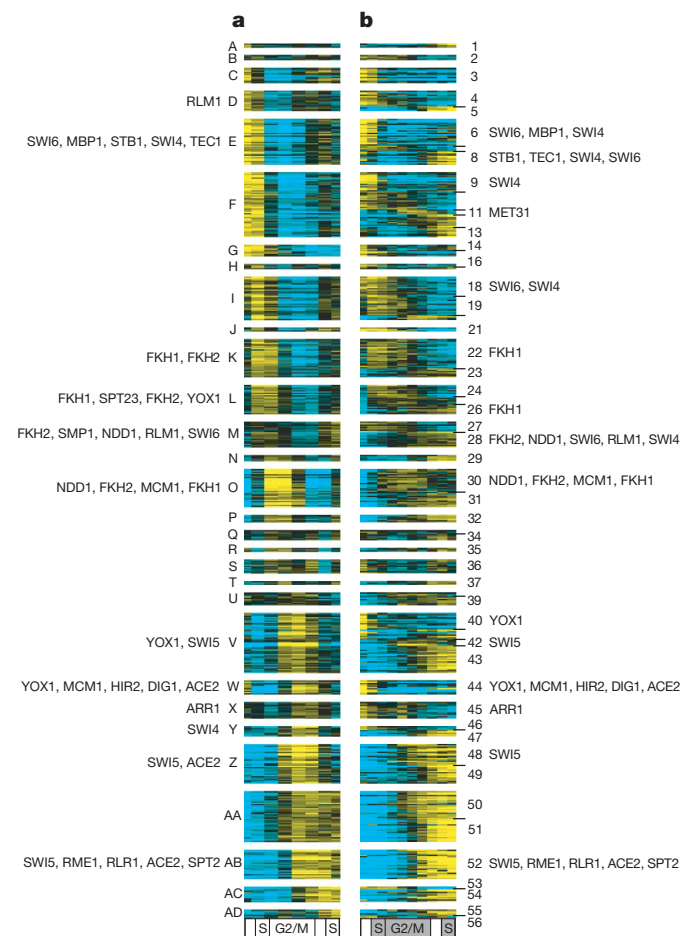 a b
A 1
B 2
C 3
RLM1 D 4
5
SWI6, MBP1, STB1, SWI4, TEC1 E 6 SWI6, MBP1, SWI4
8 STB1, TEC1, SWI4, SWI6
F 9 SWI4
11 MET31
13
G 14
H 16
I 18 SWI6, SWI4
19
J 21
FKH1, FKH2 K 22 FKH1
23
FKH1, SPT23, FKH2, YOX1 L 24
26 FKH1
FKH2, SMP1, NDD1, RLM1, SWI6 M 27
28 FKH2, NDD1, SWI6, RLM1, SWI4
N 29
NDD1, FKH2, MCM1, FKH1 O 30 NDD1, FKH2, MCM1, FKH1
31
P 32
Q 34
R 35
S 36
T 37
U 39
YOX1, SWI5 V 40 YOX1
42 SWI5
43
YOX1, MCM1, HIR2, DIG1, ACE2 W 44 YOX1, MCM1, HIR2, DIG1, ACE2
ARR1 X 45 ARR1
SWI4 Y 46
47
SWI5, ACE2 Z 48 SWI5
49
AA 50
51
SWI5, RME1, RLR1, ACE2, SPT2 AB 52 SWI5, RME1, RLR1, ACE2, SPT2
AC 53
54
AD 55
56
S G2/M S S G2/M S